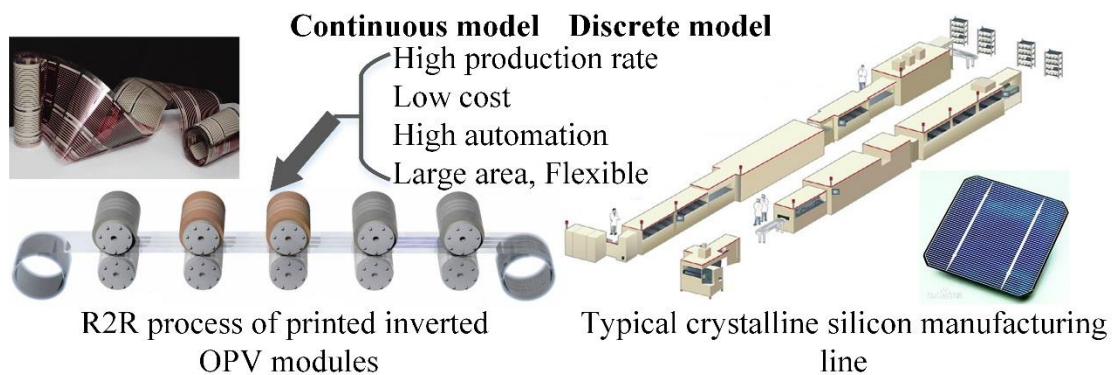 Continuous model Discrete model
High production rate
Low cost
High automation
Large area, Flexible
R2R process of printed inverted
OPV modules
Typical crystalline silicon manufacturing
line